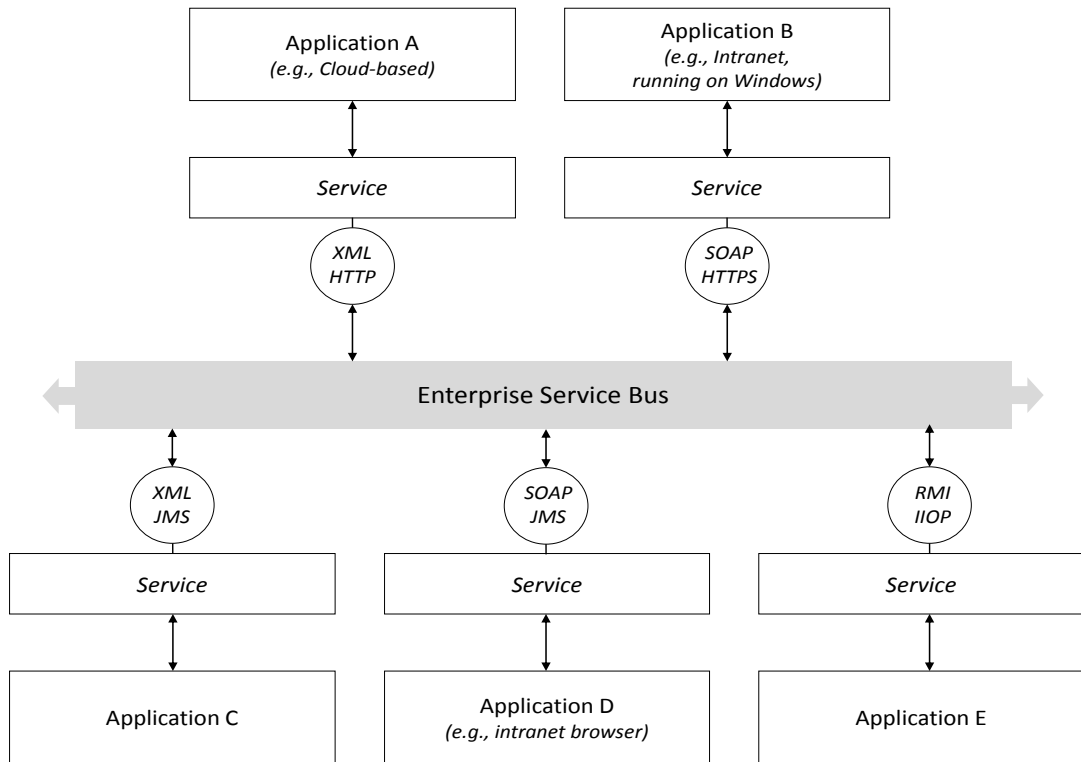 Application A
(e.g., Cloud-based)
Application B
(e.g., Intranet,
running on Windows)
Service
Service
XML
HTTP
SOAP
HTTPS
Enterprise Service Bus
XML
JMS
SOAP
JMS
RMI
IIOP
Service
Service
Service
Application C
Application D
(e.g., intranet browser)
Application E